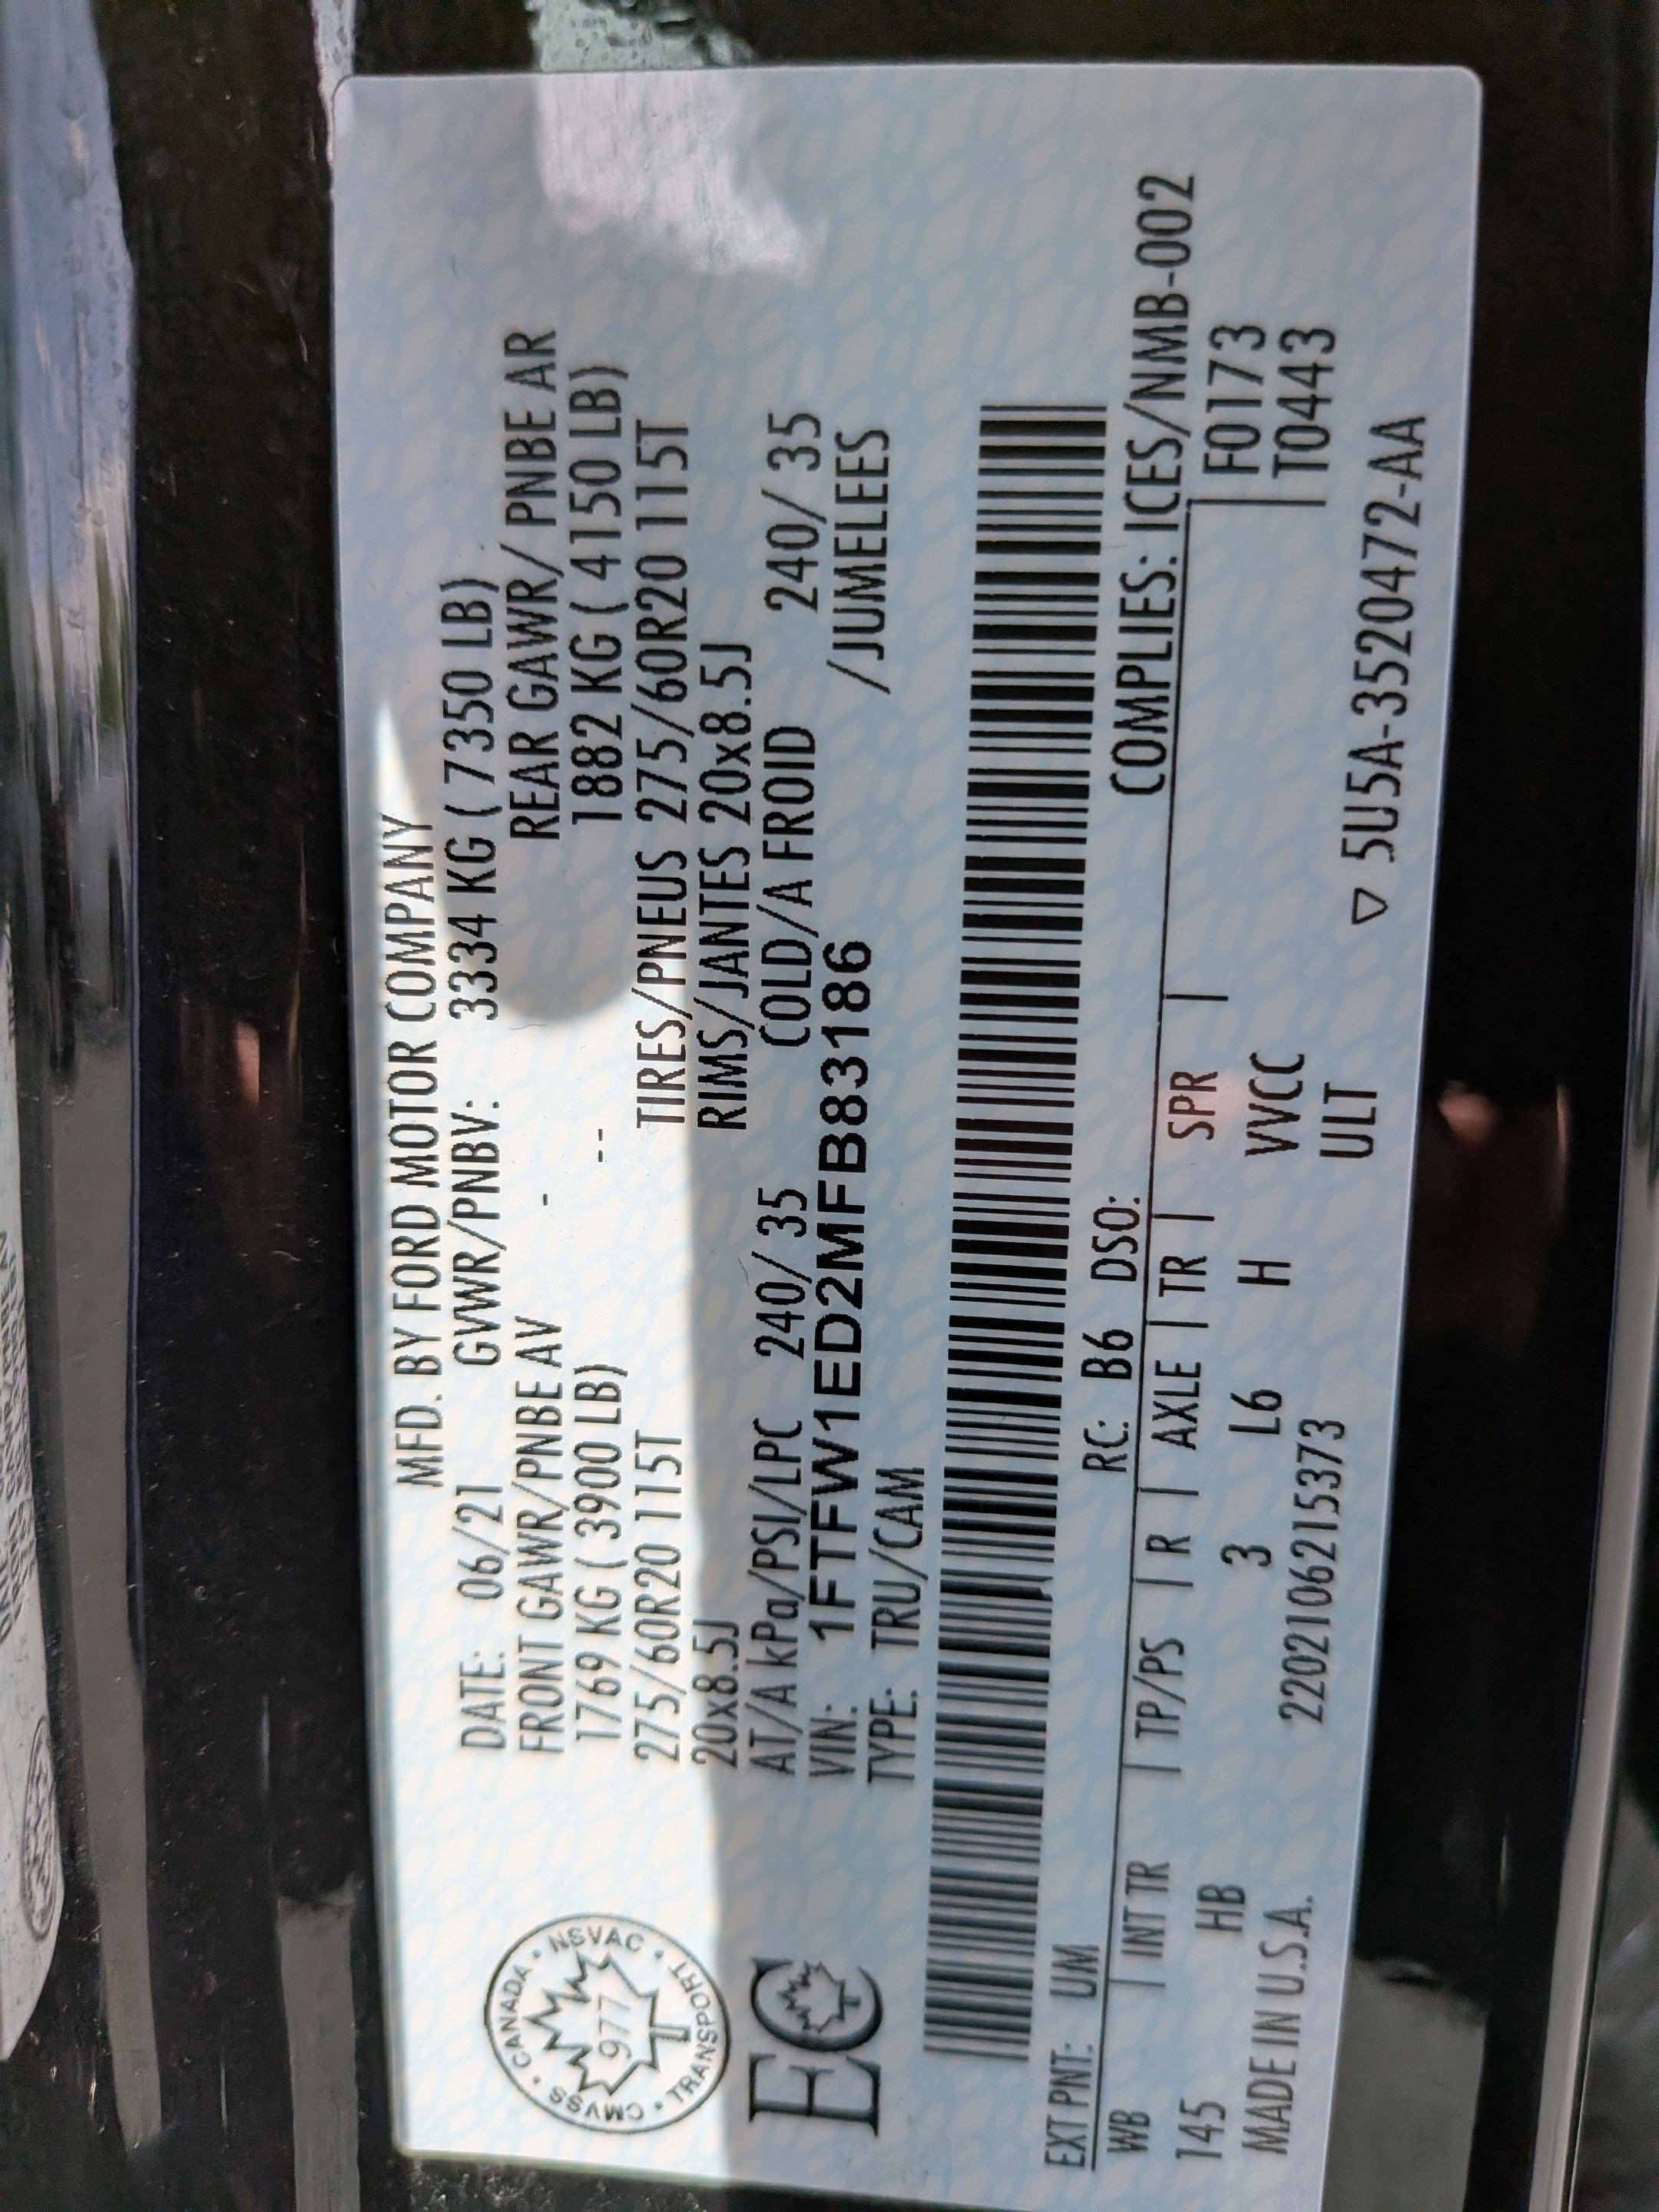 MFD. BY FORD MOTOR COMPANY
DATE: 06/21 GVWR/PNBV: 3334 KG ( 7350 LB)
FRONT GAWR/PNBE AV - REAR GAWR/ PNBE AR
1769 KG ( 3900 LB) -- 1882 KG ( 4150 LB)
275/60R20 115T TIRES/PNEUS 275/60R20 115T
20x8.5J RIMS/JANTES 20x8.5J
AT/A kPa/PSI/LPC 240/ 35 COLD/A FROID 240/ 35
VIN: 1FTFW1ED2MFB83186 /JUMELEES
TYPE: TRU/CAM
CANADA • NSVAC • TRANSPORT • CMVSS •
977
EC
EXT PNT: UM RC: B6 DSO: COMPLIES: ICES/NMB-002
WB | INT TR | TP/PS | R | AXLE | TR | SPR | | F0173
145 HB 3 L6 H VVCC | T0443
MADE IN U.S.A. 2202106215373 ULT
▽ 5U5A-3520472-AA